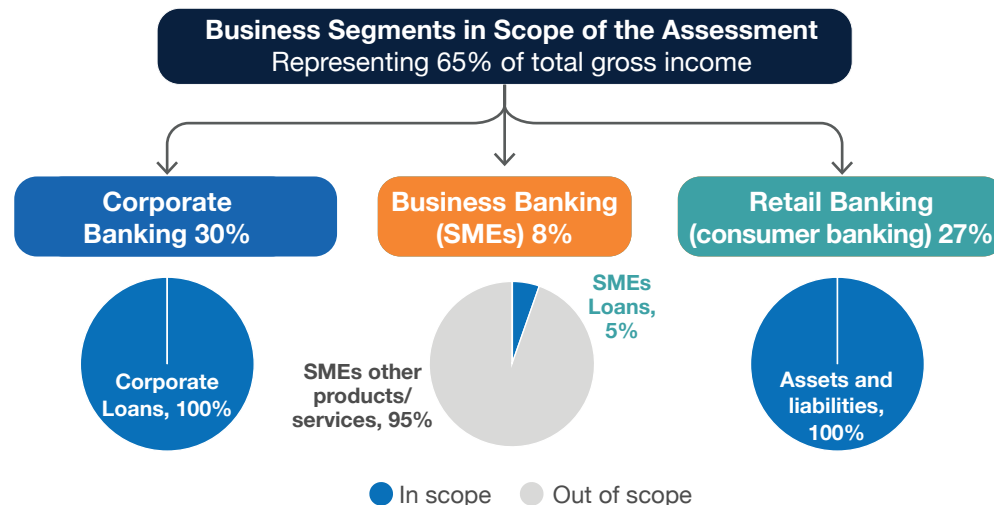 Business Segments in Scope of the Assessment
Representing 65% of total gross income
Corporate
Banking 30%
Business Banking
(SMEs) 8%
Retail Banking
(consumer banking) 27%
Corporate
Loans, 100%
SMEs
Loans,
5%
SMEs other
products/
services, 95%
Assets and
liabilities,
100%
In scope
Out of scope